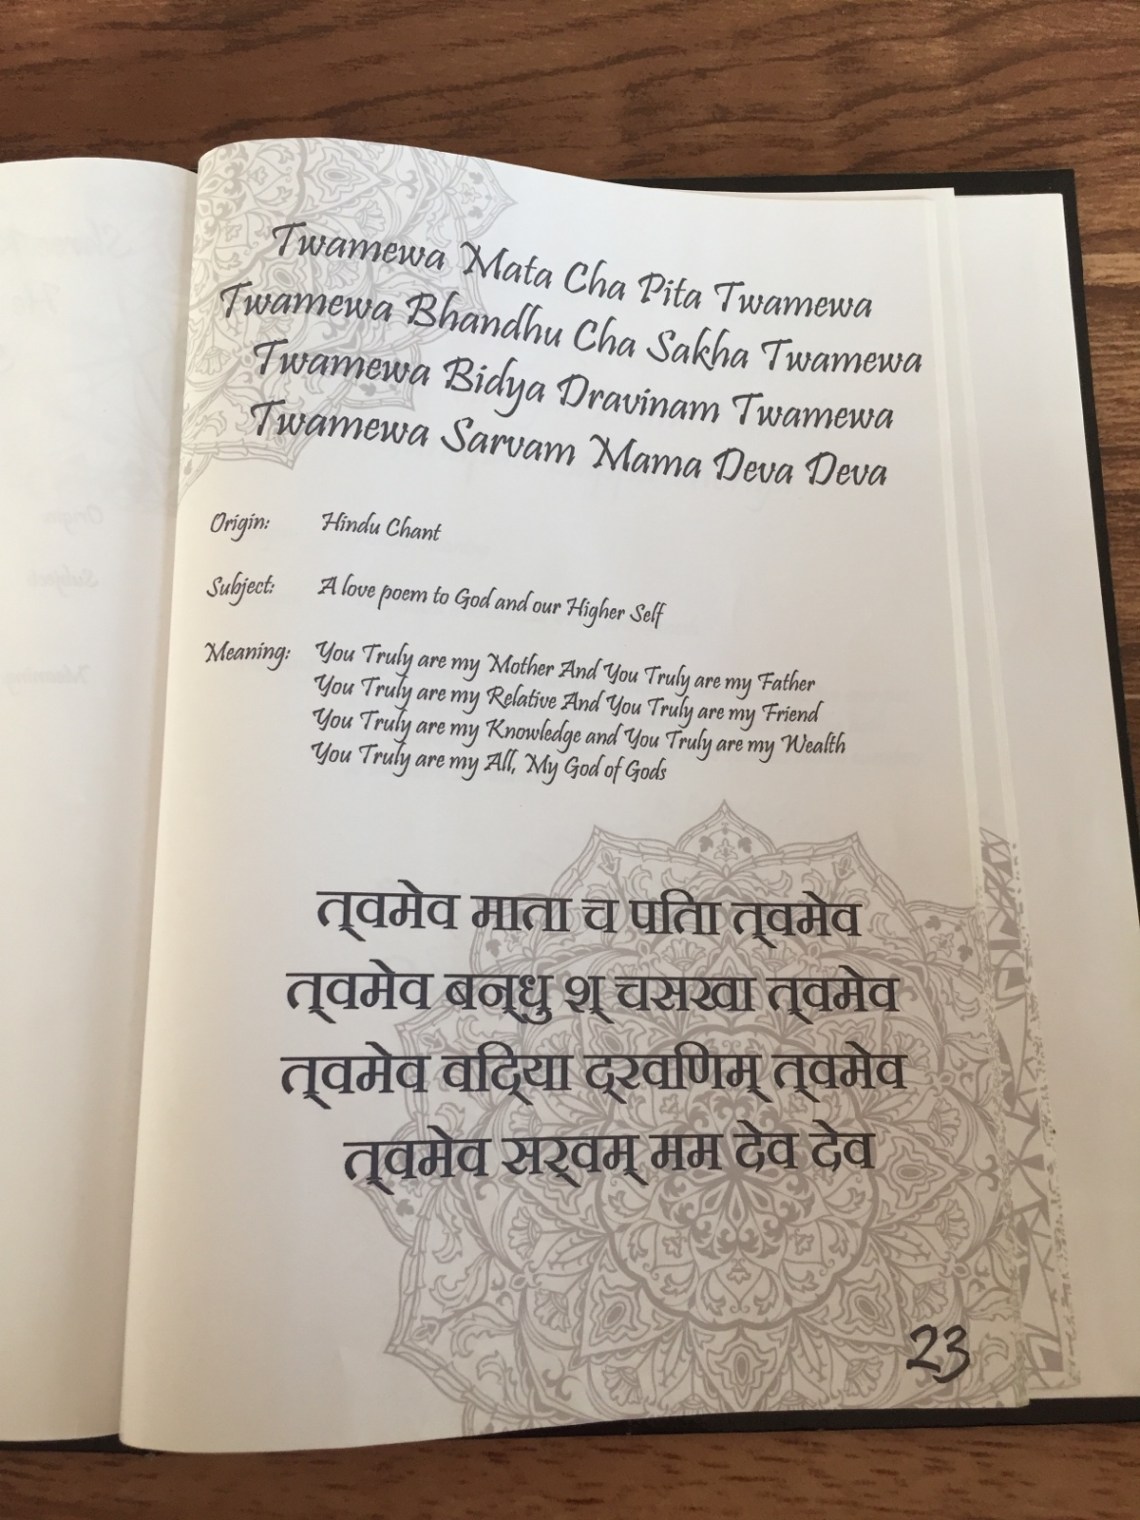 Twamewa Mata Cha Pita Twamewa
Twamewa Bhandhu Cha Sakha Twamewa
Twamewa Bidya Dravinam Twamewa
Twamewa Sarvam Mama Deva Deva
Origin: Hindu Chant
Subject: A love poem to God and our Higher Self
Meaning: You Truly are my Mother And You Truly are my Father
You Truly are my Relative And You Truly are my Friend
You Truly are my Knowledge and You Truly are my Wealth
You Truly are my All, My God of Gods
त्‌वमेव माता च पतिा त्‌वमेव
त्‌वमेव बन्‌धु श् चसखा त्‌वमेव
त्‌वमेव वदि्या द्‌रवणिम् त्‌वमेव
त्‌वमेव सर्‌वम् मम देव देव
23